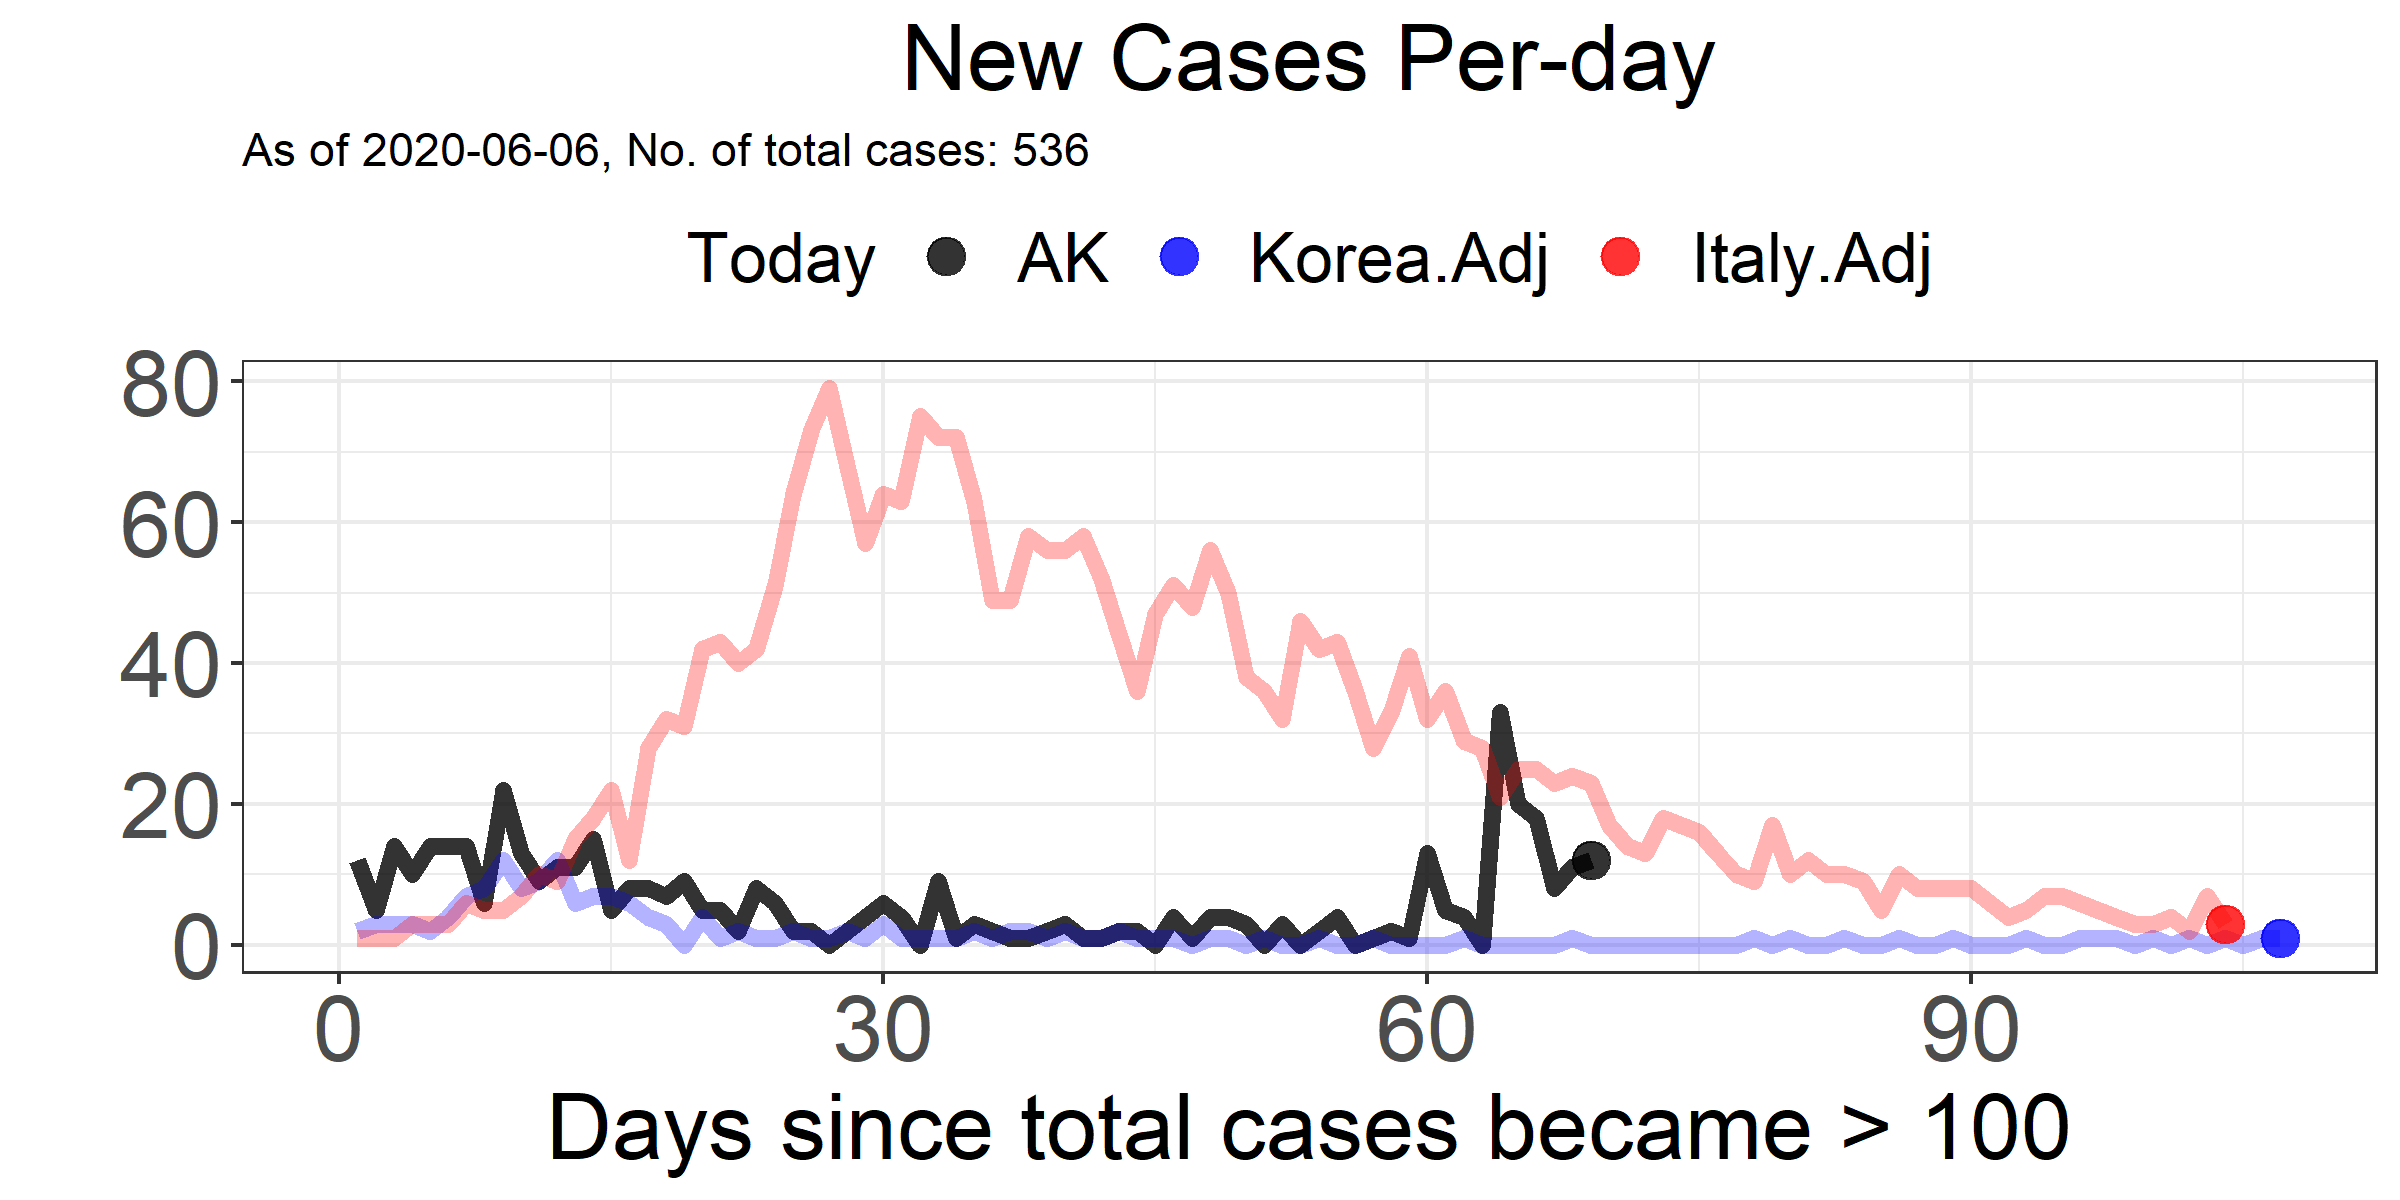 New Cases Per-day
As of 2020-06-06, No. of total cases: 536
Today AK Korea.Adj Italy.Adj
80
60
40
20
0
0 30 60 90
Days since total cases became > 100